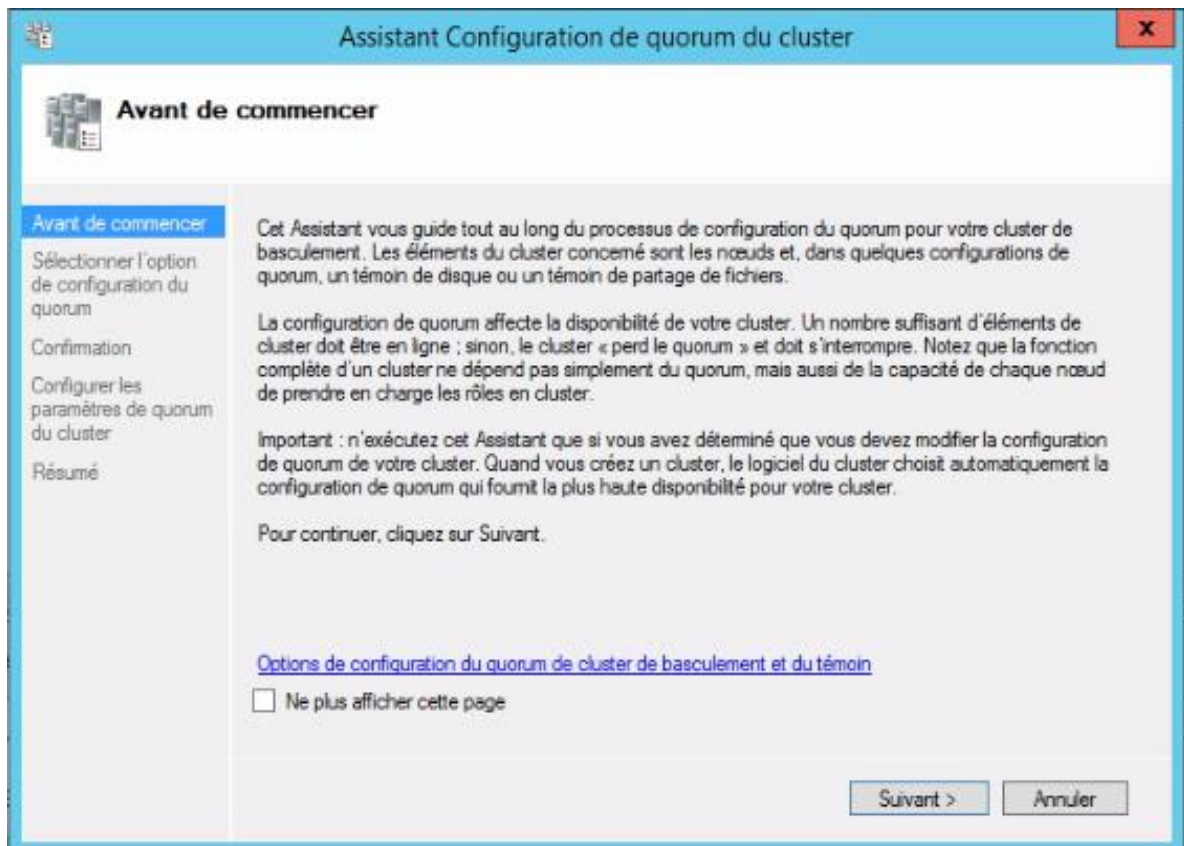 Assistant Configuration de quorum du cluster
x
Avant de commencer
Avant de commencer
Sélectionner l'option
de configuration du
quorum
Confirmation
Configurer les
paramètres de quorum
du cluster
Résumé
Cet Assistant vous guide tout au long du processus de configuration du quorum pour votre cluster de
basculement. Les éléments du cluster concerné sont les nœuds et, dans quelques configurations de
quorum, un témoin de disque ou un témoin de partage de fichiers.
La configuration de quorum affecte la disponibilité de votre cluster. Un nombre suffisant d'éléments de
cluster doit être en ligne ; sinon, le cluster « perd le quorum » et doit s'interrompre. Notez que la fonction
complète d'un cluster ne dépend pas simplement du quorum, mais aussi de la capacité de chaque nœud
de prendre en charge les rôles en cluster.
Important : n'exécutez cet Assistant que si vous avez déterminé que vous devez modifier la configuration
de quorum de votre cluster. Quand vous créez un cluster, le logiciel du cluster choisit automatiquement la
configuration de quorum qui fournit la plus haute disponibilité pour votre cluster.
Pour continuer, cliquez sur Suivant.
Options de configuration du quorum de cluster de basculement et du témoin
Ne plus afficher cette page
Suivant >
Annuler